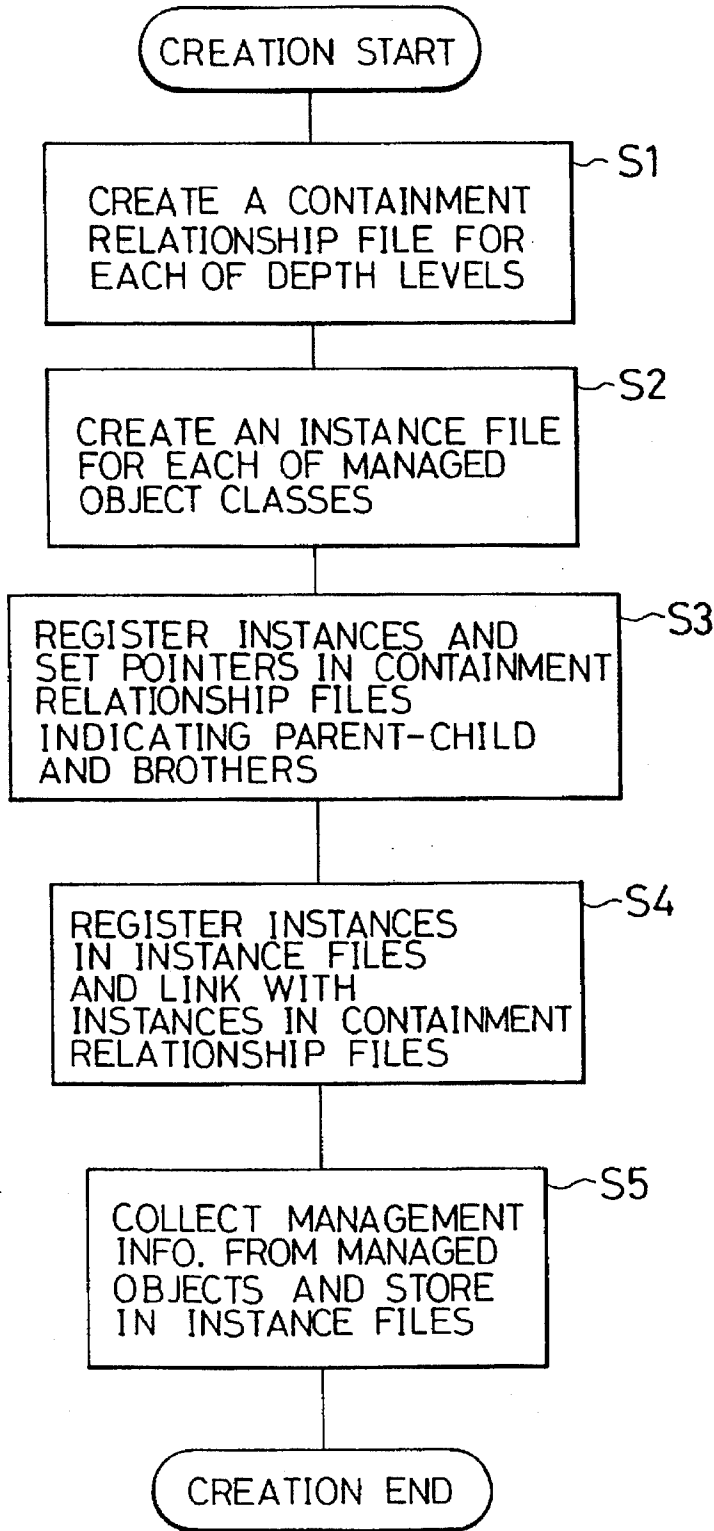 CREATION START
S1
CREATE A CONTAINMENT
RELATIONSHIP FILE FOR
EACH OF DEPTH LEVELS
S2
CREATE AN INSTANCE FILE
FOR EACH OF MANAGED
OBJECT CLASSES
S3
REGISTER INSTANCES AND
SET POINTERS IN CONTAINMENT
RELATIONSHIP FILES
INDICATING PARENT-CHILD
AND BROTHERS
S4
REGISTER INSTANCES
IN INSTANCE FILES
AND LINK WITH
INSTANCES IN CONTAINMENT
RELATIONSHIP FILES
S5
COLLECT MANAGEMENT
INFO. FROM MANAGED
OBJECTS AND STORE
IN INSTANCE FILES
CREATION END